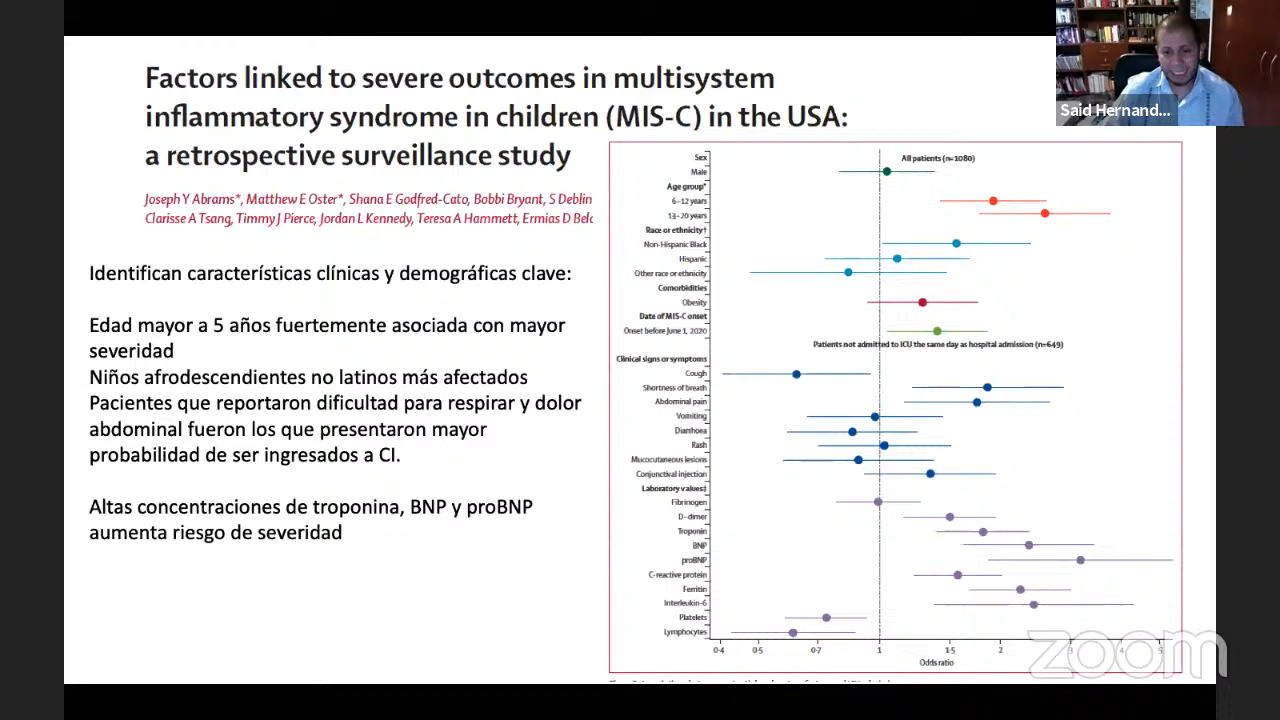 Factors linked to severe outcomes in multisystem
inflammatory syndrome in children (MIS-C) in the USA:
a retrospective surveillance study
Joseph Y Abrams*, Matthew E Oster*, Shana E Godfred-Cato, Bobbi Bryant, S Deblin
Clarisse A Tsang, Timmy J Pierce, Jordan L Kennedy, Teresa A Hammett, Ermias D Belc
Identifican características clínicas y demográficas clave:
Edad mayor a 5 años fuertemente asociada con mayor
severidad
Niños afrodescendientes no latinos más afectados
Pacientes que reportaron dificultad para respirar y dolor
abdominal fueron los que presentaron mayor
probabilidad de ser ingresados a CI.
Altas concentraciones de troponina, BNP y proBNP
aumenta riesgo de severidad
Said Hernand...
Sex
All patients (n=1080)
Male
Age group*
6–12 years
13–20 years
Race or ethnicity†
Non-Hispanic Black
Hispanic
Other race or ethnicity
Comorbidities
Obesity
Date of MIS-C onset
Onset before June 1, 2020
Patients not admitted to ICU the same day as hospital admission (n=649)
Clinical signs or symptoms
Cough
Shortness of breath
Abdominal pain
Vomiting
Diarrhoea
Rash
Mucocutaneous lesions
Conjunctival injection
Laboratory values‡
Fibrinogen
D-dimer
Troponin
BNP
proBNP
C-reactive protein
Ferritin
Interleukin-6
Platelets
Lymphocytes
0·4 0·5 0·7 1 1·5 2 3 4 5
Odds ratio
zoom